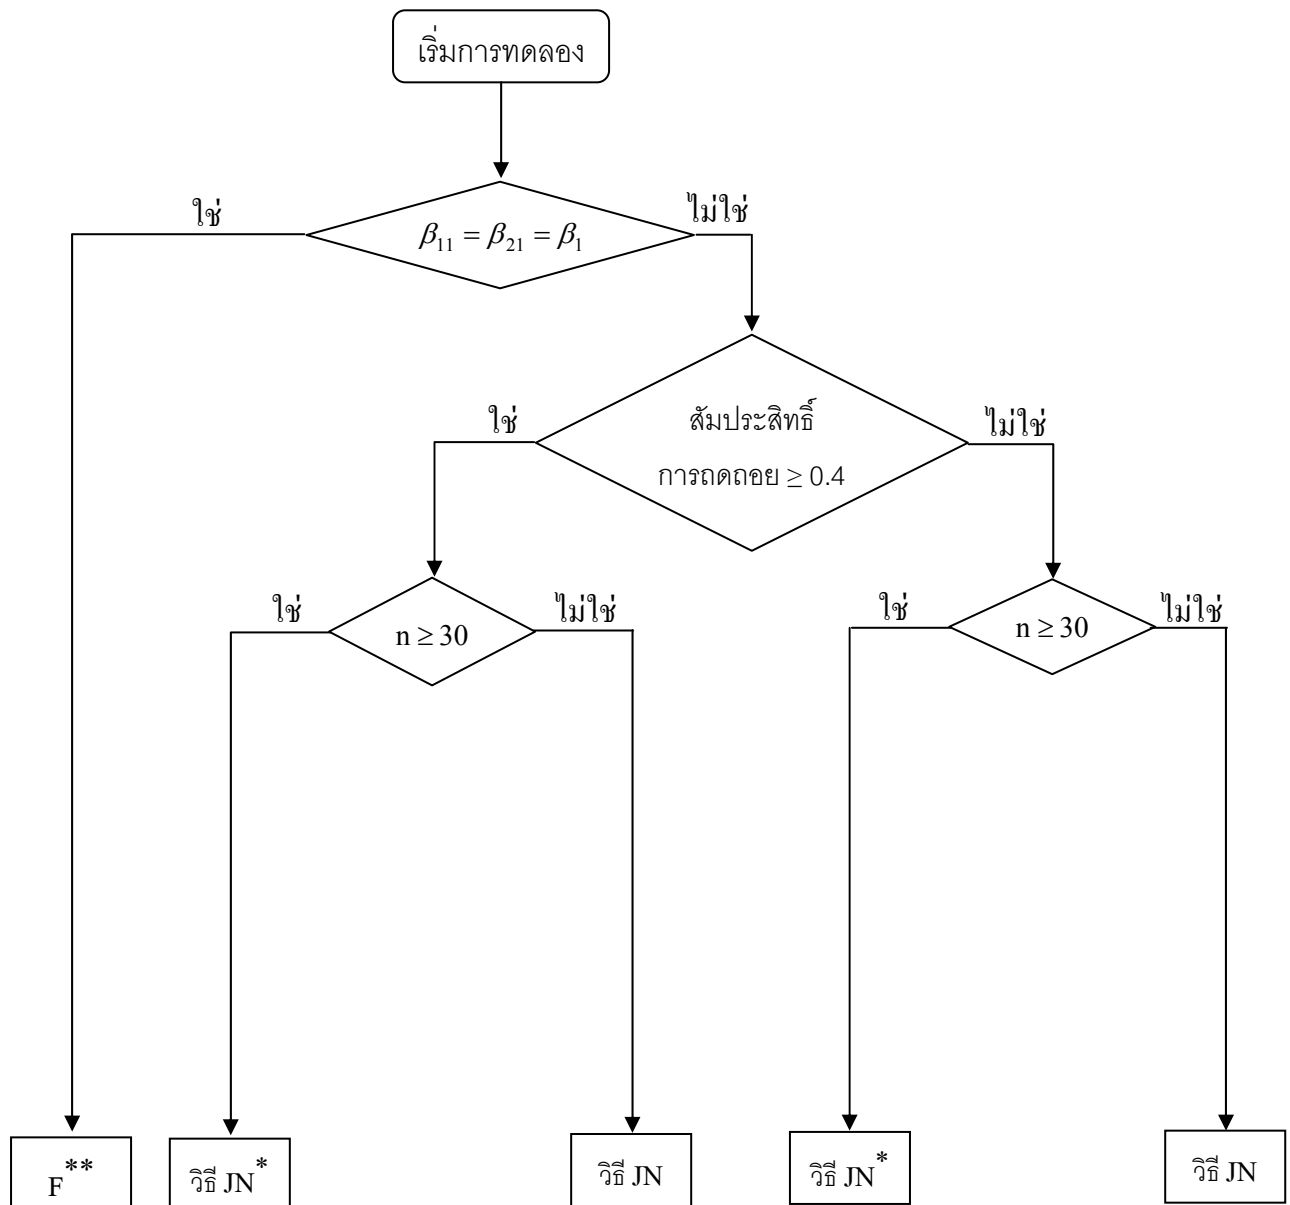 เริ่มการทดลอง
ใช่
ไม่ใช่
β₁₁ = β₂₁ = β₁
ใช่
สัมประสิทธิ์
การถดถอย ≥ 0.4
ไม่ใช่
ใช่
n ≥ 30
ไม่ใช่
ใช่
n ≥ 30
ไม่ใช่
F**
วิธี JN*
วิธี JN
วิธี JN*
วิธี JN